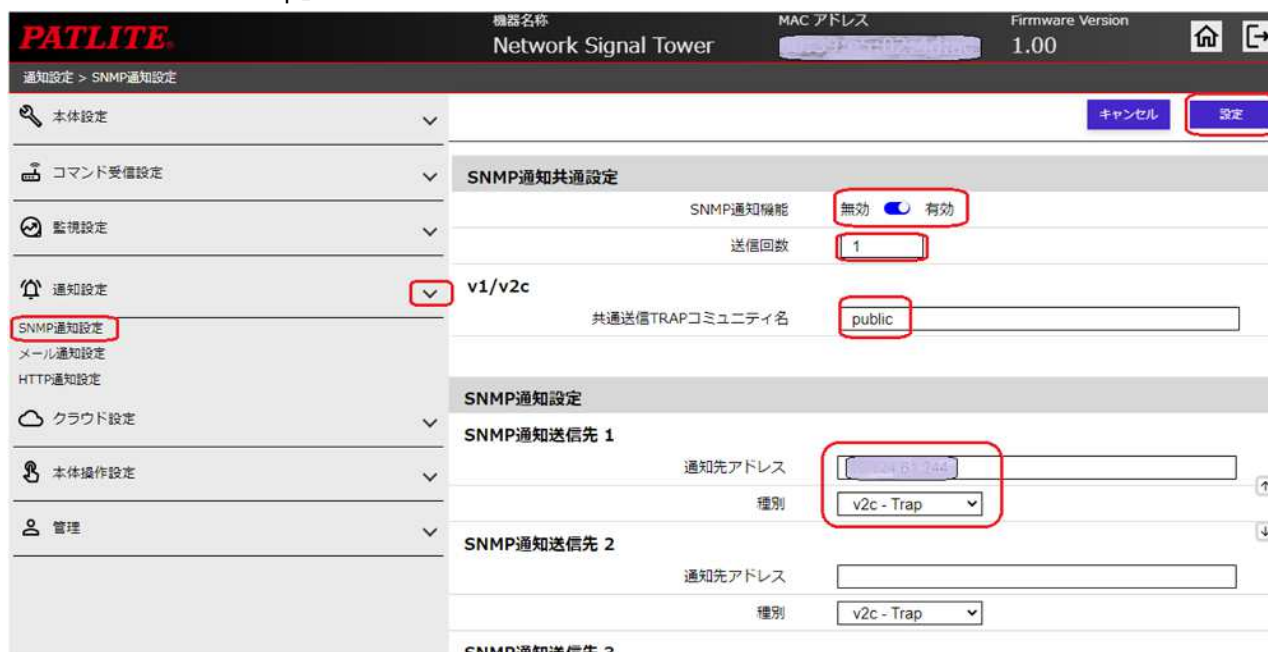 PATLITE
機器名称
MAC アドレス
Firmware Version
Network Signal Tower
1.00
通知設定 > SNMP通知設定
本体設定
コマンド受信設定
監視設定
通知設定
SNMP通知設定
メール通知設定
HTTP通知設定
クラウド設定
本体操作設定
管理
キャンセル
設定
SNMP通知共通設定
SNMP通知機能 無効 有効
送信回数 1
v1/v2c
共通送信TRAPコミュニティ名 public
SNMP通知設定
SNMP通知送信先 1
通知先アドレス
種別 v2c - Trap
SNMP通知送信先 2
通知先アドレス
種別 v2c - Trap